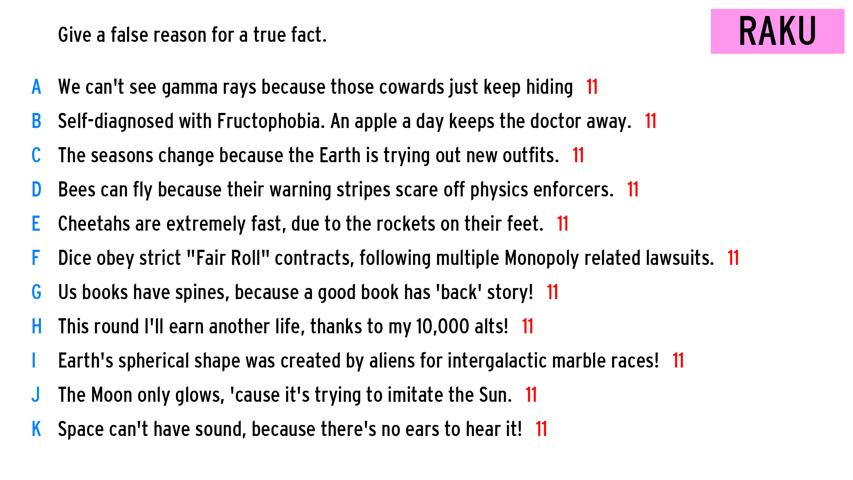 Give a false reason for a true fact.
RAKU
A We can't see gamma rays because those cowards just keep hiding 11
B Self-diagnosed with Fructophobia. An apple a day keeps the doctor away. 11
C The seasons change because the Earth is trying out new outfits. 11
D Bees can fly because their warning stripes scare off physics enforcers. 11
E Cheetahs are extremely fast, due to the rockets on their feet. 11
F Dice obey strict "Fair Roll" contracts, following multiple Monopoly related lawsuits. 11
G Us books have spines, because a good book has 'back' story! 11
H This round I'll earn another life, thanks to my 10,000 alts! 11
I Earth's spherical shape was created by aliens for intergalactic marble races! 11
J The Moon only glows, 'cause it's trying to imitate the Sun. 11
K Space can't have sound, because there's no ears to hear it! 11